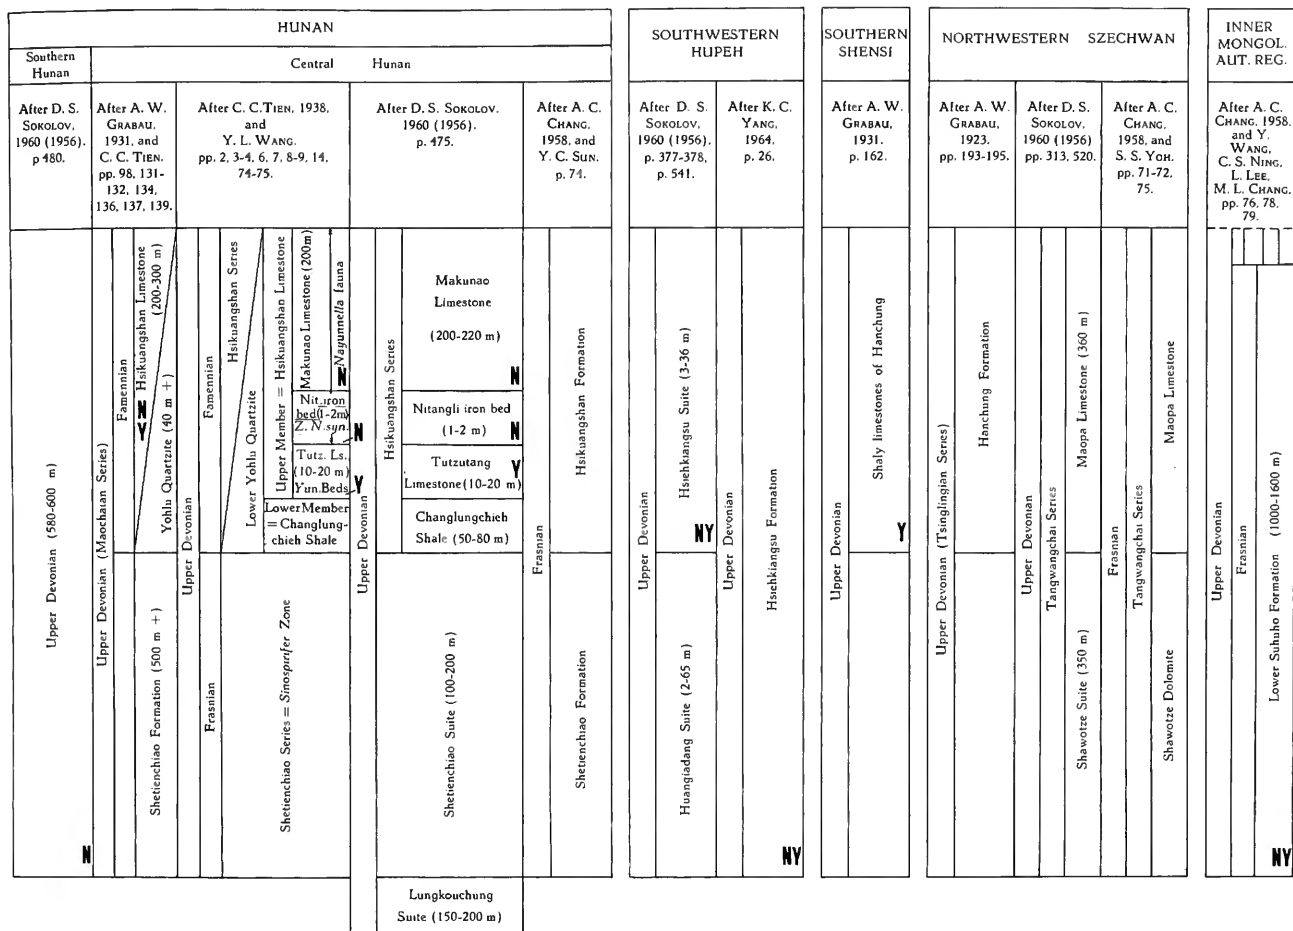 HUNAN
Southern
Hunan
Central Hunan
After D. S.
SOKOLOV,
1960 (1956).
p 480.
After A. W.
GRABAU,
1931, and
C. C. TIEN.
pp. 98, 131-
132, 134,
136, 137, 139.
After C. C. TIEN, 1938,
and
Y. L. WANG.
pp. 2, 3-4, 6, 7, 8-9, 14,
74-75.
After D. S. SOKOLOV.
1960 (1956).
p. 475.
After A. C.
CHANG,
1958, and
Y. C. SUN.
p. 74.
Upper Devonian (580-600 m)
N
Upper Devonian (Maochaian Series)
Famennian
Hsikuangshan Limestone
(200-300 m)
N
Y
Yohlu Quartzite (40 m +)
Shetienchiao Formation (500 m +)
Upper Devonian
Famennian
Frasnian
Hsikuangshan Series
Lower Yohlu Quartzite
Upper Member = Hsikuangshan Limestone
Makunao Limestone (200m)
Nayunnella fauna
N
Nit. iron
bed (1-2m)
Z. N. syn.
N
Tutz. Ls.
(10-20 m)
Yun. Beds
Y
Lower Member
= Changlung-
chieh Shale
Shetienchiao Series = Sinospirifer Zone
Upper Devonian
Hsikuangshan Series
Makunao
Limestone
(200-220 m)
N
Nitangli iron bed
(1-2 m)
N
Tutzutang
Limestone (10-20 m)
Y
Changlungchieh
Shale (50-80 m)
Shetienchiao Suite (100-200 m)
Lungkouchung
Suite (150-200 m)
Frasnian
Hsikuangshan Formation
Shetienchiao Formation
SOUTHWESTERN
HUPEH
After D. S.
SOKOLOV,
1960 (1956).
p. 377-378,
p. 541.
After K. C.
YANG,
1964,
p. 26.
Upper Devonian
Hsiehkiangsu Suite (3-36 m)
NY
Huangiadang Suite (2-65 m)
Upper Devonian
Hsiehkiangsu Formation
NY
SOUTHERN
SHENSI
After A. W.
GRABAU,
1931.
p. 162.
Upper Devonian
Shaly limestones of Hanchung
Y
NORTHWESTERN SZECHWAN
After A. W.
GRABAU,
1923.
pp. 193-195.
After D. S.
SOKOLOV,
1960 (1956)
pp. 313, 520.
After A. C.
CHANG,
1958, and
S. S. YOH.
pp. 71-72,
75.
Upper Devonian (Tsinglingian Series)
Hanchung Formation
Upper Devonian
Tangwangchai Series
Maopa Limestone (360 m)
Shawotze Suite (350 m)
Frasnian
Tangwangchai Series
Maopa Limestone
Shawotze Dolomite
INNER
MONGOL.
AUT. REG.
After A. C.
CHANG, 1958.
and Y.
WANG,
C. S. NING,
L. LEE,
M. L. CHANG.
pp. 76, 78,
79.
Upper Devonian
Frasnian
Lower Suhuho Formation (1000-1600 m)
NY